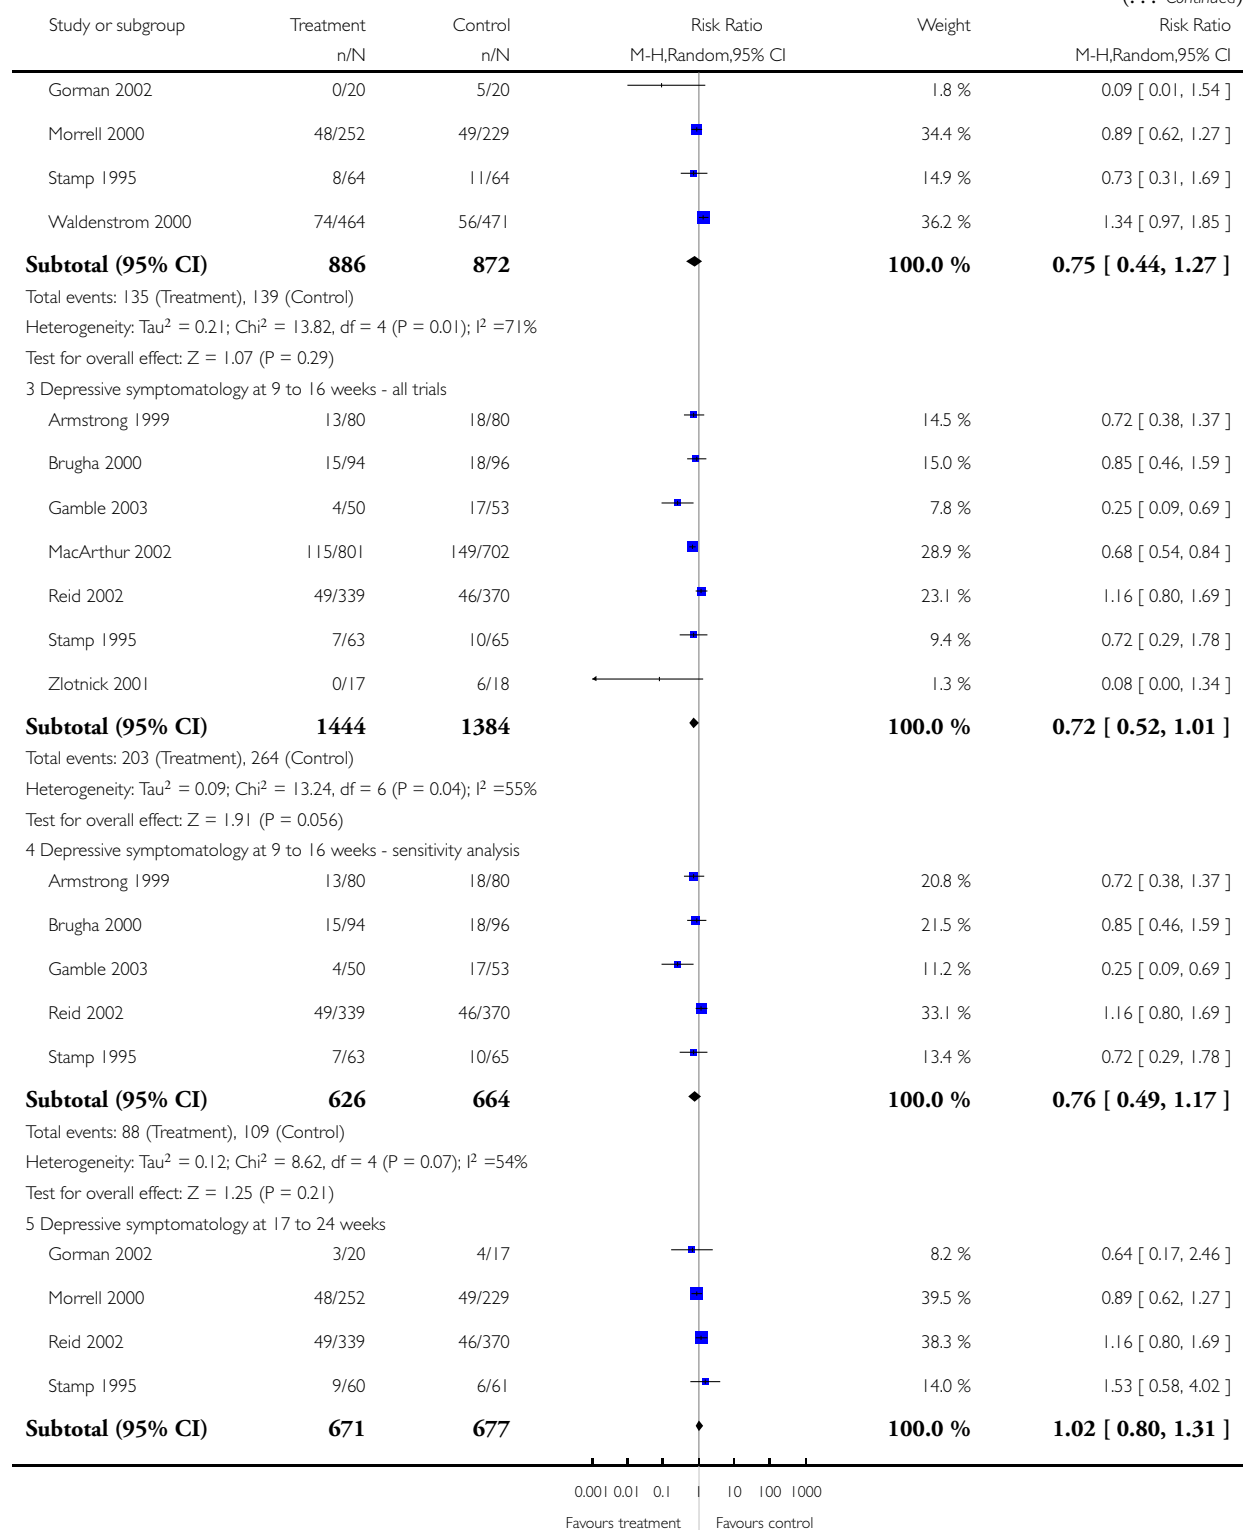 (. . . Continued)
Study or subgroup Treatment Control Risk Ratio Weight Risk Ratio
n/N n/N M-H,Random,95% CI M-H,Random,95% CI
Gorman 2002 0/20 5/20 1.8 % 0.09 [ 0.01, 1.54 ]
Morrell 2000 48/252 49/229 34.4 % 0.89 [ 0.62, 1.27 ]
Stamp 1995 8/64 11/64 14.9 % 0.73 [ 0.31, 1.69 ]
Waldenstrom 2000 74/464 56/471 36.2 % 1.34 [ 0.97, 1.85 ]
Subtotal (95% CI) 886 872 100.0 % 0.75 [ 0.44, 1.27 ]
Total events: 135 (Treatment), 139 (Control)
Heterogeneity: Tau² = 0.21; Chi² = 13.82, df = 4 (P = 0.01); I² =71%
Test for overall effect: Z = 1.07 (P = 0.29)
3 Depressive symptomatology at 9 to 16 weeks - all trials
Armstrong 1999 13/80 18/80 14.5 % 0.72 [ 0.38, 1.37 ]
Brugha 2000 15/94 18/96 15.0 % 0.85 [ 0.46, 1.59 ]
Gamble 2003 4/50 17/53 7.8 % 0.25 [ 0.09, 0.69 ]
MacArthur 2002 115/801 149/702 28.9 % 0.68 [ 0.54, 0.84 ]
Reid 2002 49/339 46/370 23.1 % 1.16 [ 0.80, 1.69 ]
Stamp 1995 7/63 10/65 9.4 % 0.72 [ 0.29, 1.78 ]
Zlotnick 2001 0/17 6/18 1.3 % 0.08 [ 0.00, 1.34 ]
Subtotal (95% CI) 1444 1384 100.0 % 0.72 [ 0.52, 1.01 ]
Total events: 203 (Treatment), 264 (Control)
Heterogeneity: Tau² = 0.09; Chi² = 13.24, df = 6 (P = 0.04); I² =55%
Test for overall effect: Z = 1.91 (P = 0.056)
4 Depressive symptomatology at 9 to 16 weeks - sensitivity analysis
Armstrong 1999 13/80 18/80 20.8 % 0.72 [ 0.38, 1.37 ]
Brugha 2000 15/94 18/96 21.5 % 0.85 [ 0.46, 1.59 ]
Gamble 2003 4/50 17/53 11.2 % 0.25 [ 0.09, 0.69 ]
Reid 2002 49/339 46/370 33.1 % 1.16 [ 0.80, 1.69 ]
Stamp 1995 7/63 10/65 13.4 % 0.72 [ 0.29, 1.78 ]
Subtotal (95% CI) 626 664 100.0 % 0.76 [ 0.49, 1.17 ]
Total events: 88 (Treatment), 109 (Control)
Heterogeneity: Tau² = 0.12; Chi² = 8.62, df = 4 (P = 0.07); I² =54%
Test for overall effect: Z = 1.25 (P = 0.21)
5 Depressive symptomatology at 17 to 24 weeks
Gorman 2002 3/20 4/17 8.2 % 0.64 [ 0.17, 2.46 ]
Morrell 2000 48/252 49/229 39.5 % 0.89 [ 0.62, 1.27 ]
Reid 2002 49/339 46/370 38.3 % 1.16 [ 0.80, 1.69 ]
Stamp 1995 9/60 6/61 14.0 % 1.53 [ 0.58, 4.02 ]
Subtotal (95% CI) 671 677 100.0 % 1.02 [ 0.80, 1.31 ]
0.001 0.01 0.1 1 10 100 1000
Favours treatment Favours control